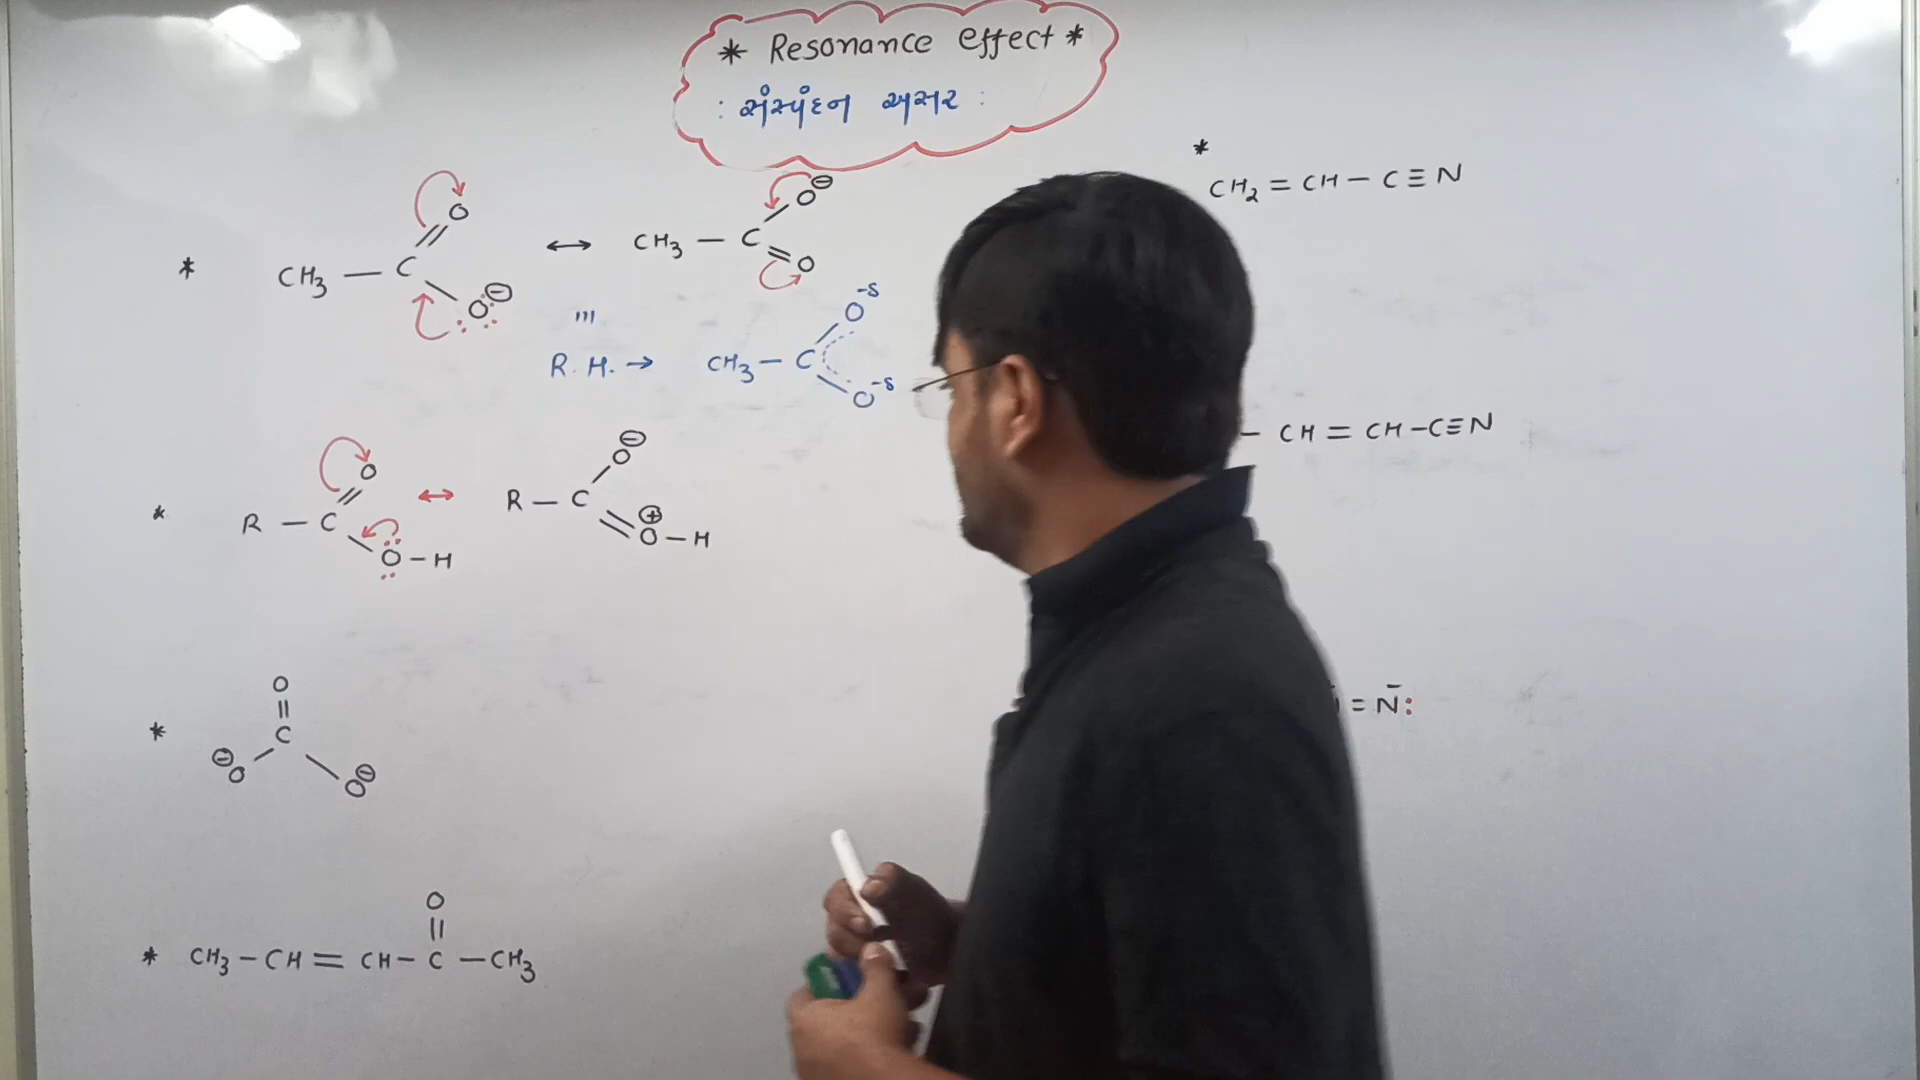 * Resonance effect *
: સંસ્પંદન અસર :
*
CH₂ = CH – C ≡ N
O
* CH₃ — C
O⊖
↔
O⊖
CH₃ — C
O
'''
R. H. → CH₃ – C
O⁻ᵟ
O⁻ᵟ
– CH = CH – C ≡ N
O
* R – C
O – H
↔
O⊖
R – C
⊕
O – H
= N̄:
O
||
* C
⊖O
O⊖
O
||
* CH₃ – CH = CH – C – CH₃